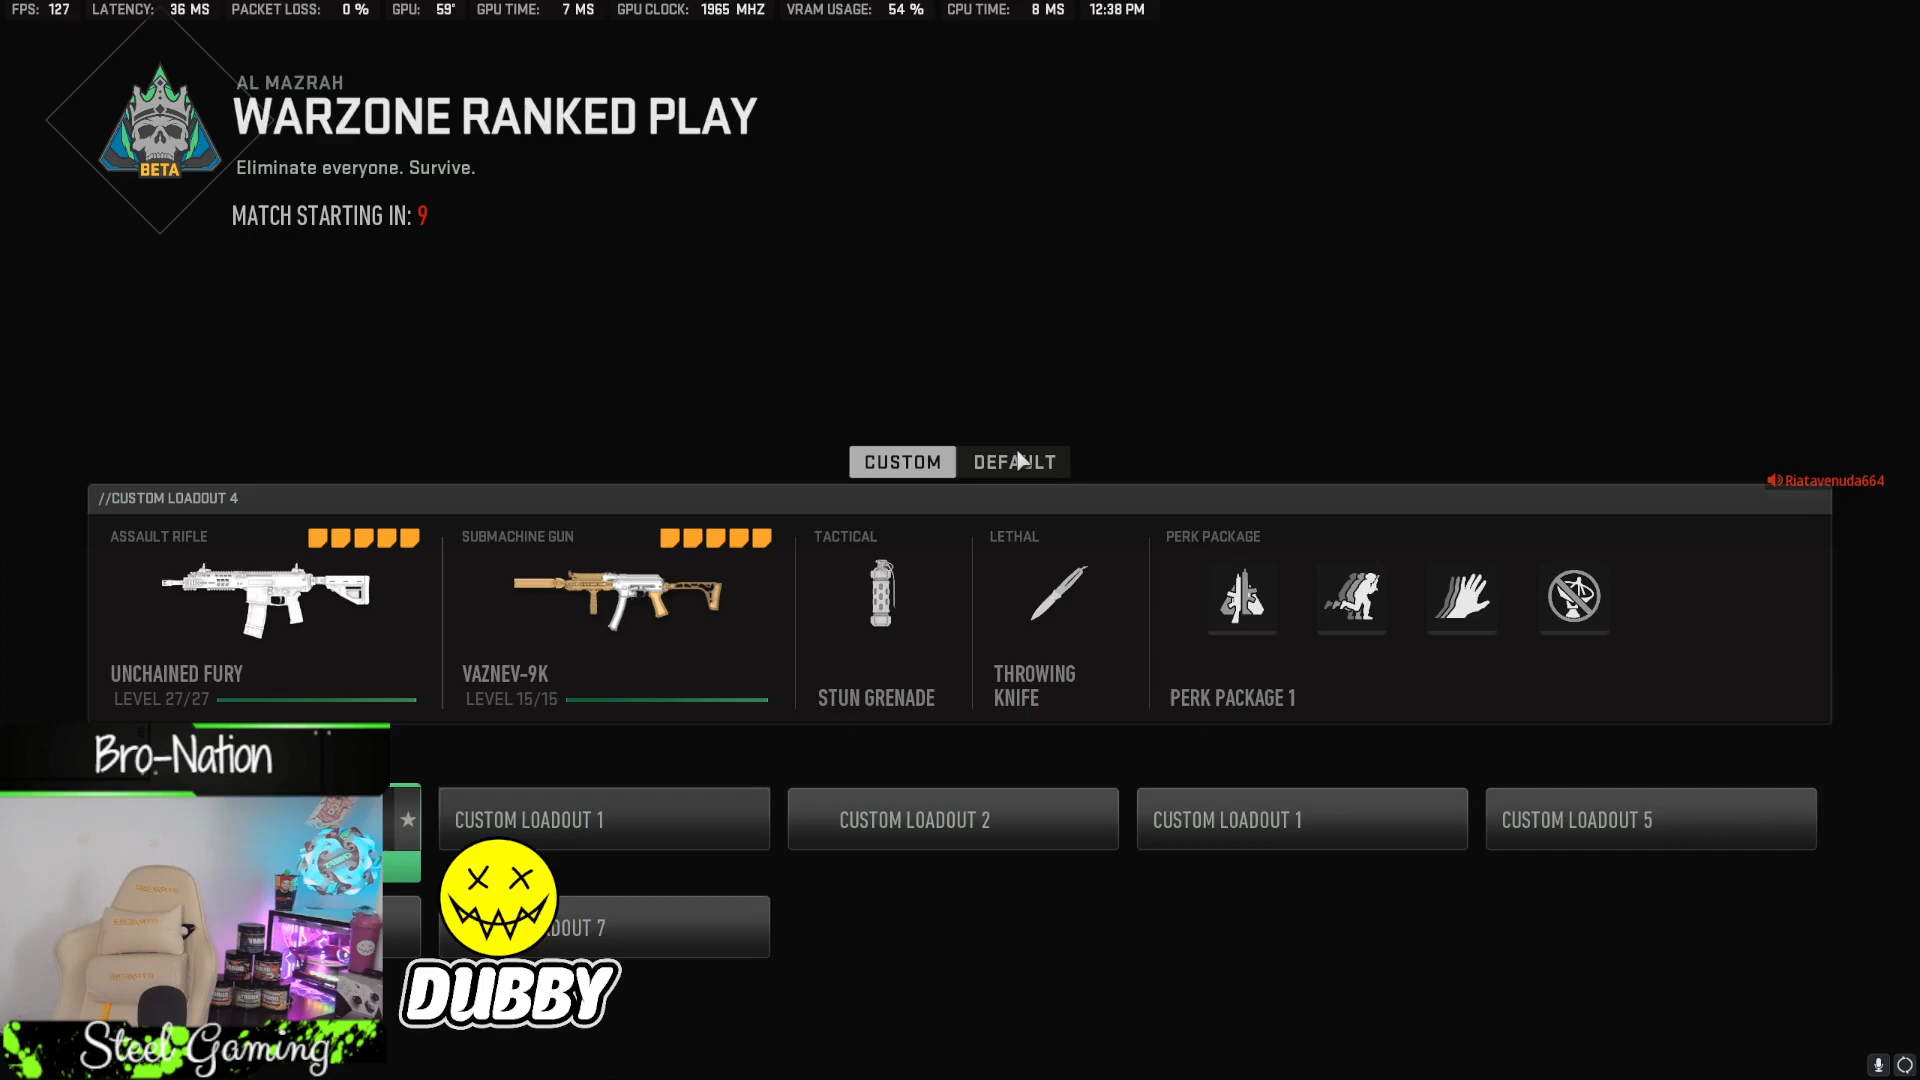 FPS: 127 LATENCY: 36 MS PACKET LOSS: 0 % GPU: 59° GPU TIME: 7 MS GPU CLOCK: 1965 MHZ VRAM USAGE: 54 % CPU TIME: 8 MS 12:38 PM
AL MAZRAH
WARZONE RANKED PLAY
BETA
Eliminate everyone. Survive.
MATCH STARTING IN: 9
CUSTOM DEFAULT
Riatavenuda664
//CUSTOM LOADOUT 4
ASSAULT RIFLE SUBMACHINE GUN TACTICAL LETHAL PERK PACKAGE
UNCHAINED FURY
LEVEL 27/27
VAZNEV-9K
LEVEL 15/15
STUN GRENADE
THROWING
KNIFE
PERK PACKAGE 1
Bro-Nation
CUSTOM LOADOUT 1 CUSTOM LOADOUT 2 CUSTOM LOADOUT 1 CUSTOM LOADOUT 5
OUT 7
DUBBY
Steel Gaming